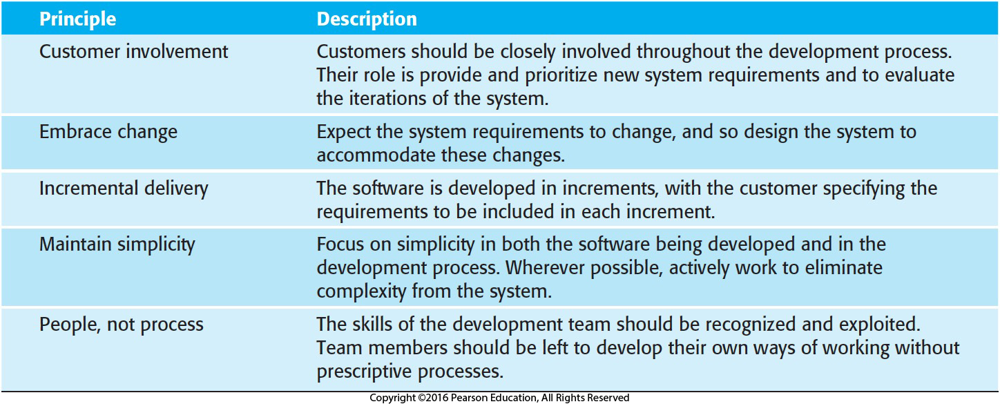 Principle Description
Customer involvement Customers should be closely involved throughout the development process.
Their role is provide and prioritize new system requirements and to evaluate
the iterations of the system.
Embrace change Expect the system requirements to change, and so design the system to
accommodate these changes.
Incremental delivery The software is developed in increments, with the customer specifying the
requirements to be included in each increment.
Maintain simplicity Focus on simplicity in both the software being developed and in the
development process. Wherever possible, actively work to eliminate
complexity from the system.
People, not process The skills of the development team should be recognized and exploited.
Team members should be left to develop their own ways of working without
prescriptive processes.
Copyright ©2016 Pearson Education, All Rights Reserved